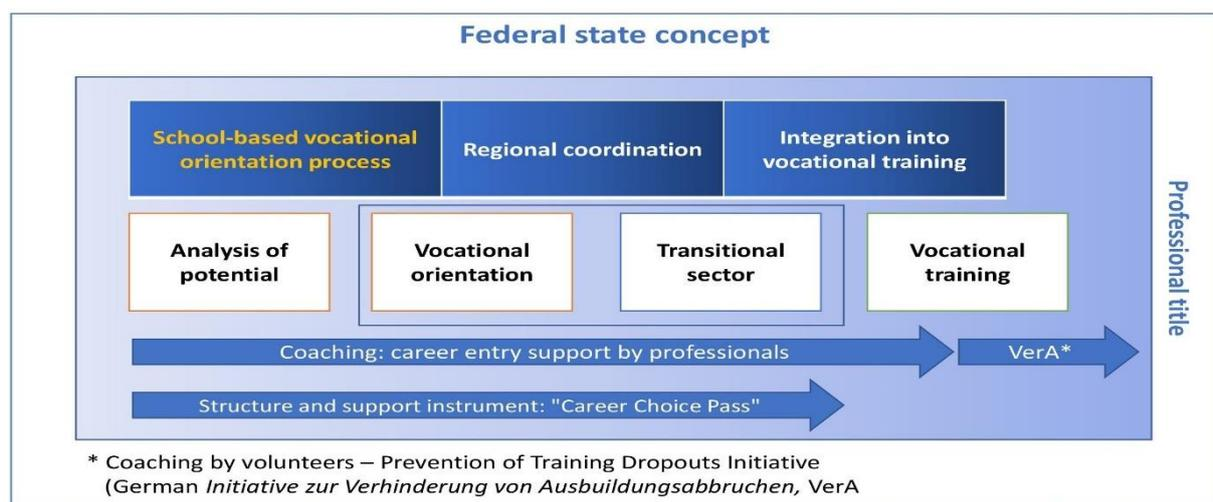 Federal state concept
School-based vocational
orientation process
Regional coordination
Integration into
vocational training
Analysis of
potential
Vocational
orientation
Transitional
sector
Vocational
training
Professional title
Coaching: career entry support by professionals
VerA*
Structure and support instrument: "Career Choice Pass"
* Coaching by volunteers – Prevention of Training Dropouts Initiative
(German Initiative zur Verhinderung von Ausbuildungsabbruchen, VerA